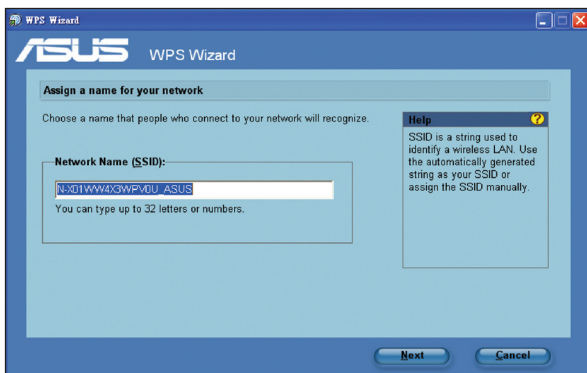 WPS Wizard
ASUS WPS Wizard
Assign a name for your network
Choose a name that people who connect to your network will recognize.
Network Name (SSID):
N-X01WW4X3WPV0U_ASUS
You can type up to 32 letters or numbers.
Help
SSID is a string used to
identify a wireless LAN. Use
the automatically generated
string as your SSID or
assign the SSID manually.
Next
Cancel